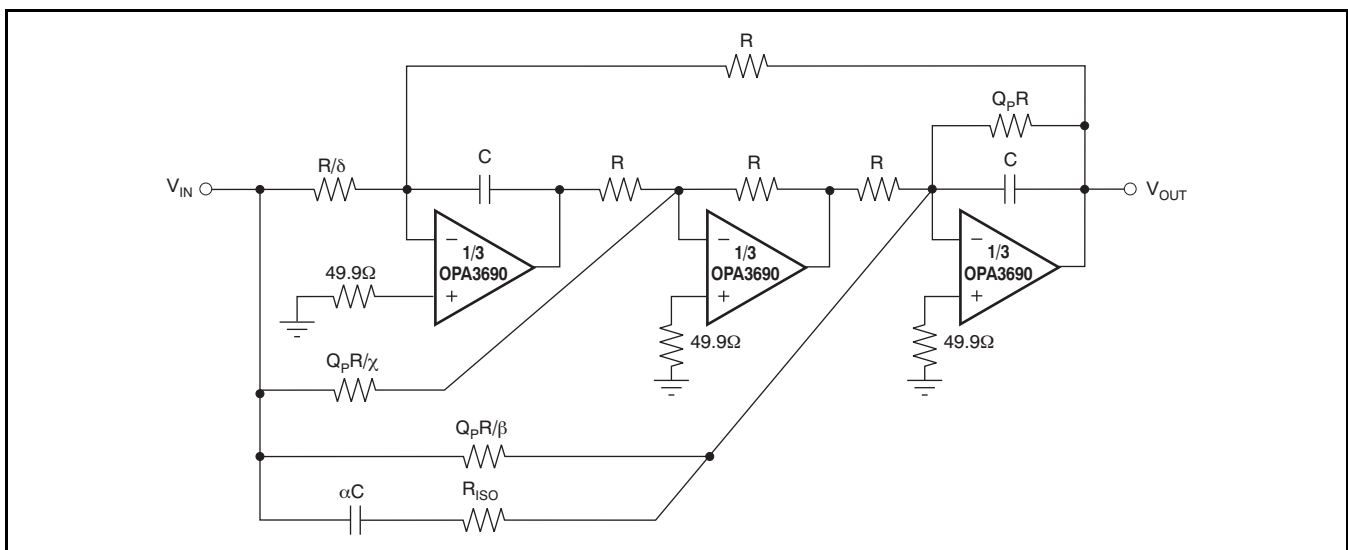 R
Q_PR
V_IN
R/δ
C
R
R
R
C
V_OUT
−
1/3
OPA3690
+
−
1/3
OPA3690
+
−
1/3
OPA3690
+
49.9Ω
49.9Ω
49.9Ω
Q_PR/χ
Q_PR/β
αC
R_ISO